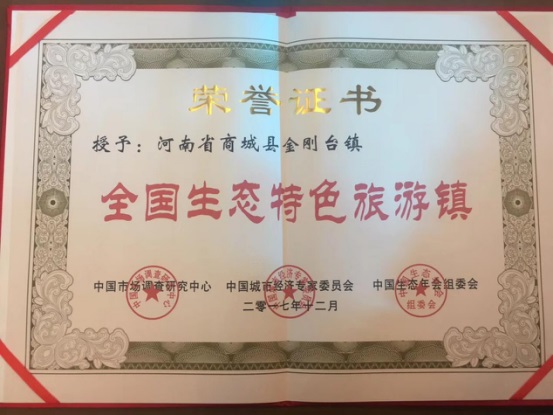 荣誉证书
授予：河南省商城县金刚台镇
全国生态特色旅游镇
中国市场调查研究中心 中国城市经济专家委员会 中国生态年会组委会
二零一七年十二月
组委会